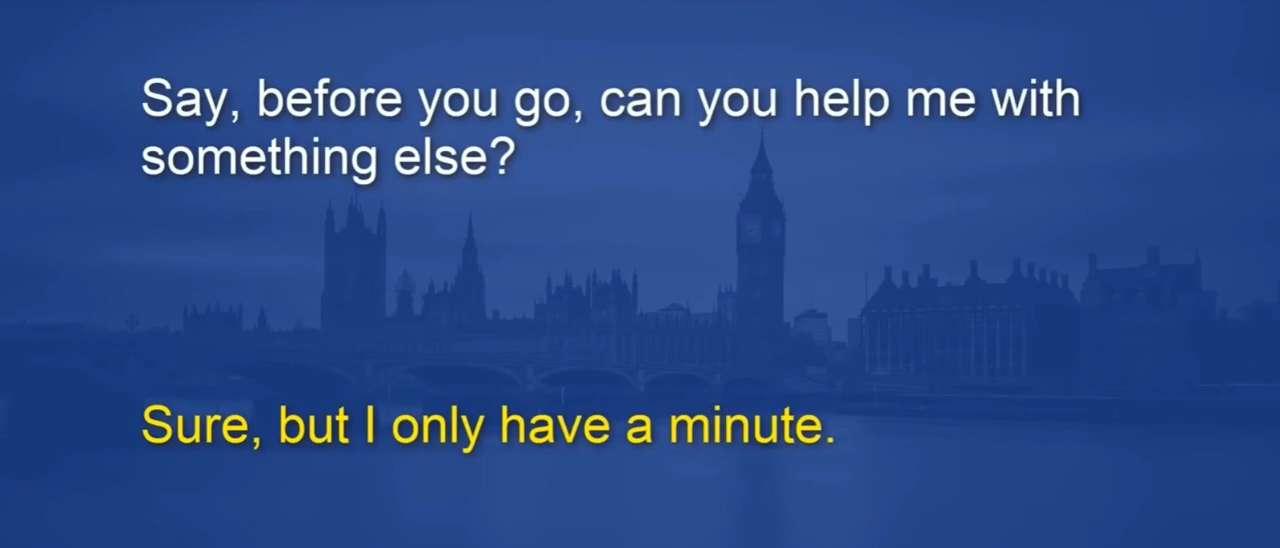 Say, before you go, can you help me with
something else?
Sure, but I only have a minute.